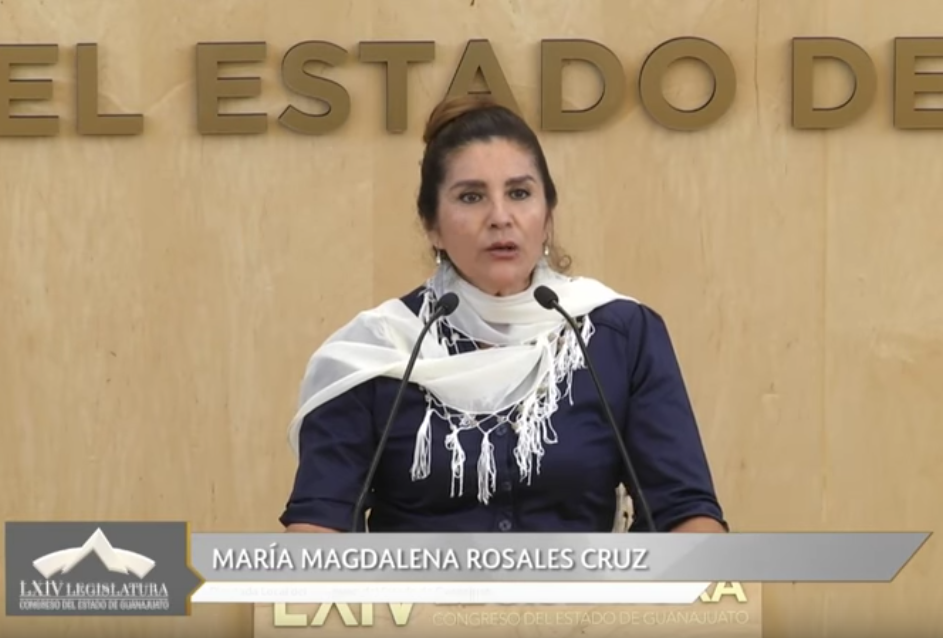 EL ESTADO DE
MARÍA MAGDALENA ROSALES CRUZ
LXIV LEGISLATURA
CONGRESO DEL ESTADO DE GUANAJUATO
LXIV
CONGRESO DEL ESTADO DE GUANAJUATO